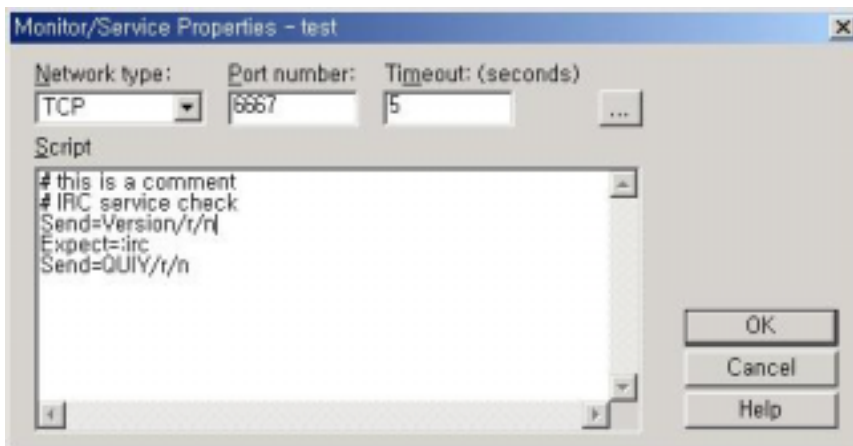 Monitor/Service Properties - test
Network type: Port number: Timeout: (seconds)
TCP 6667 5 ...
Script
# this is a comment
# IRC service check
Send=Version/r/n
Expect=:irc
Send=QUIY/r/n
OK
Cancel
Help